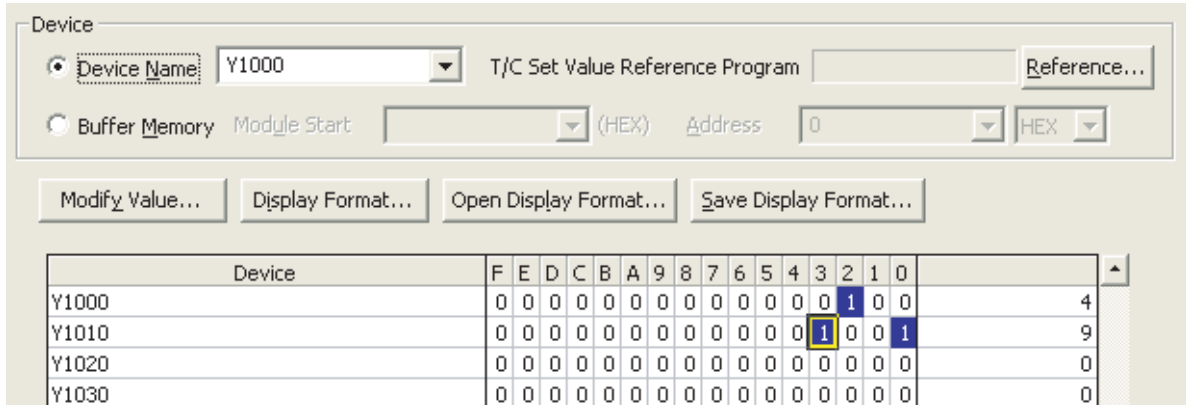 Device
Device Name Y1000 T/C Set Value Reference Program Reference...
Buffer Memory Module Start (HEX) Address 0 HEX
Modify Value... Display Format... Open Display Format... Save Display Format...
Device F E D C B A 9 8 7 6 5 4 3 2 1 0
Y1000 0 0 0 0 0 0 0 0 0 0 0 0 0 1 0 0 4
Y1010 0 0 0 0 0 0 0 0 0 0 0 0 1 0 0 1 9
Y1020 0 0 0 0 0 0 0 0 0 0 0 0 0 0 0 0 0
Y1030 0 0 0 0 0 0 0 0 0 0 0 0 0 0 0 0 0